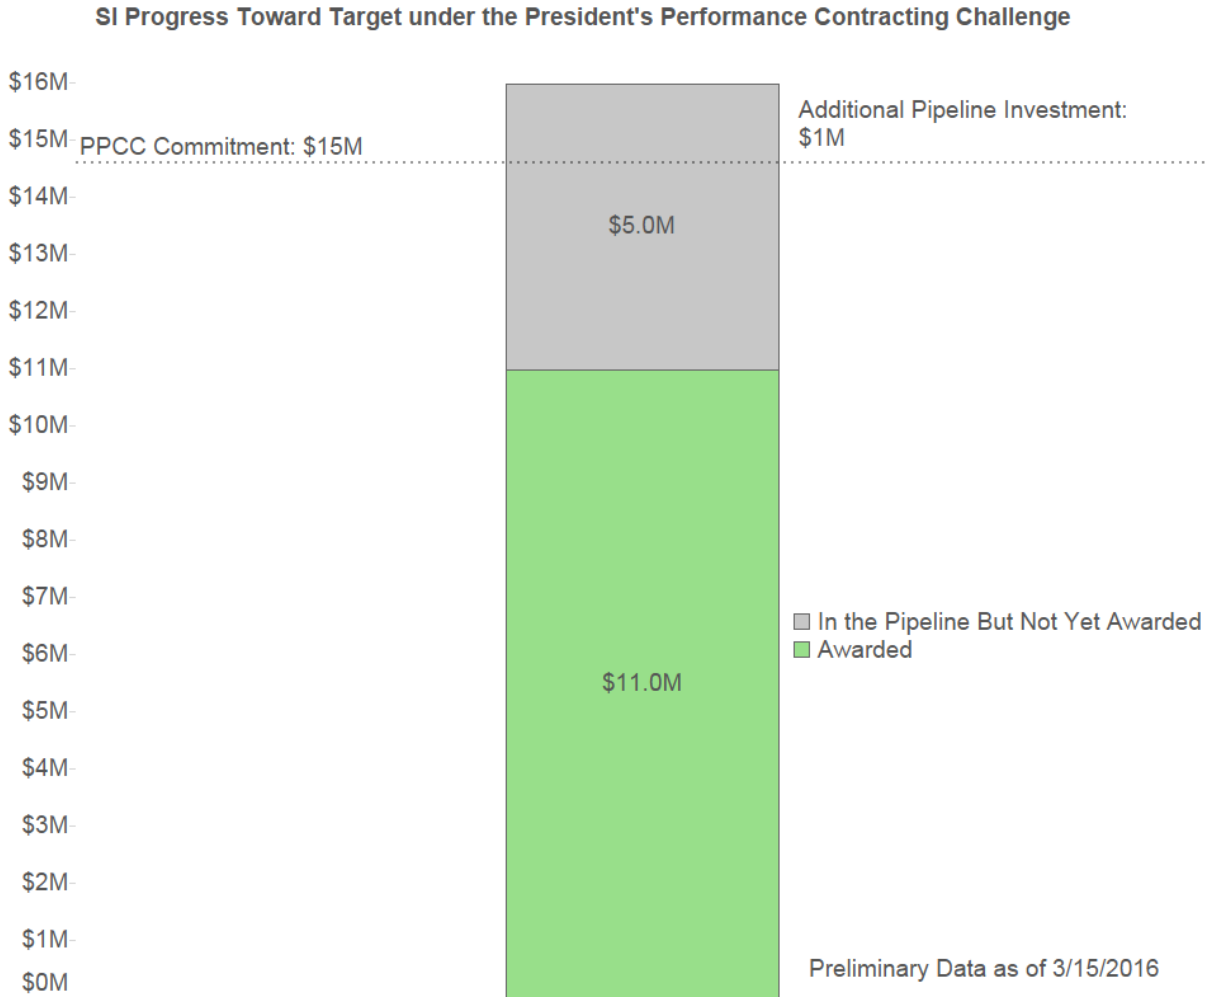 SI Progress Toward Target under the President's Performance Contracting Challenge
$16M
Additional Pipeline Investment:
$1M
$15M
PPCC Commitment: $15M
$14M
$5.0M
$13M
$12M
$11M
$10M
$9M
$8M
$7M
In the Pipeline But Not Yet Awarded
Awarded
$6M
$11.0M
$5M
$4M
$3M
$2M
$1M
Preliminary Data as of 3/15/2016
$0M